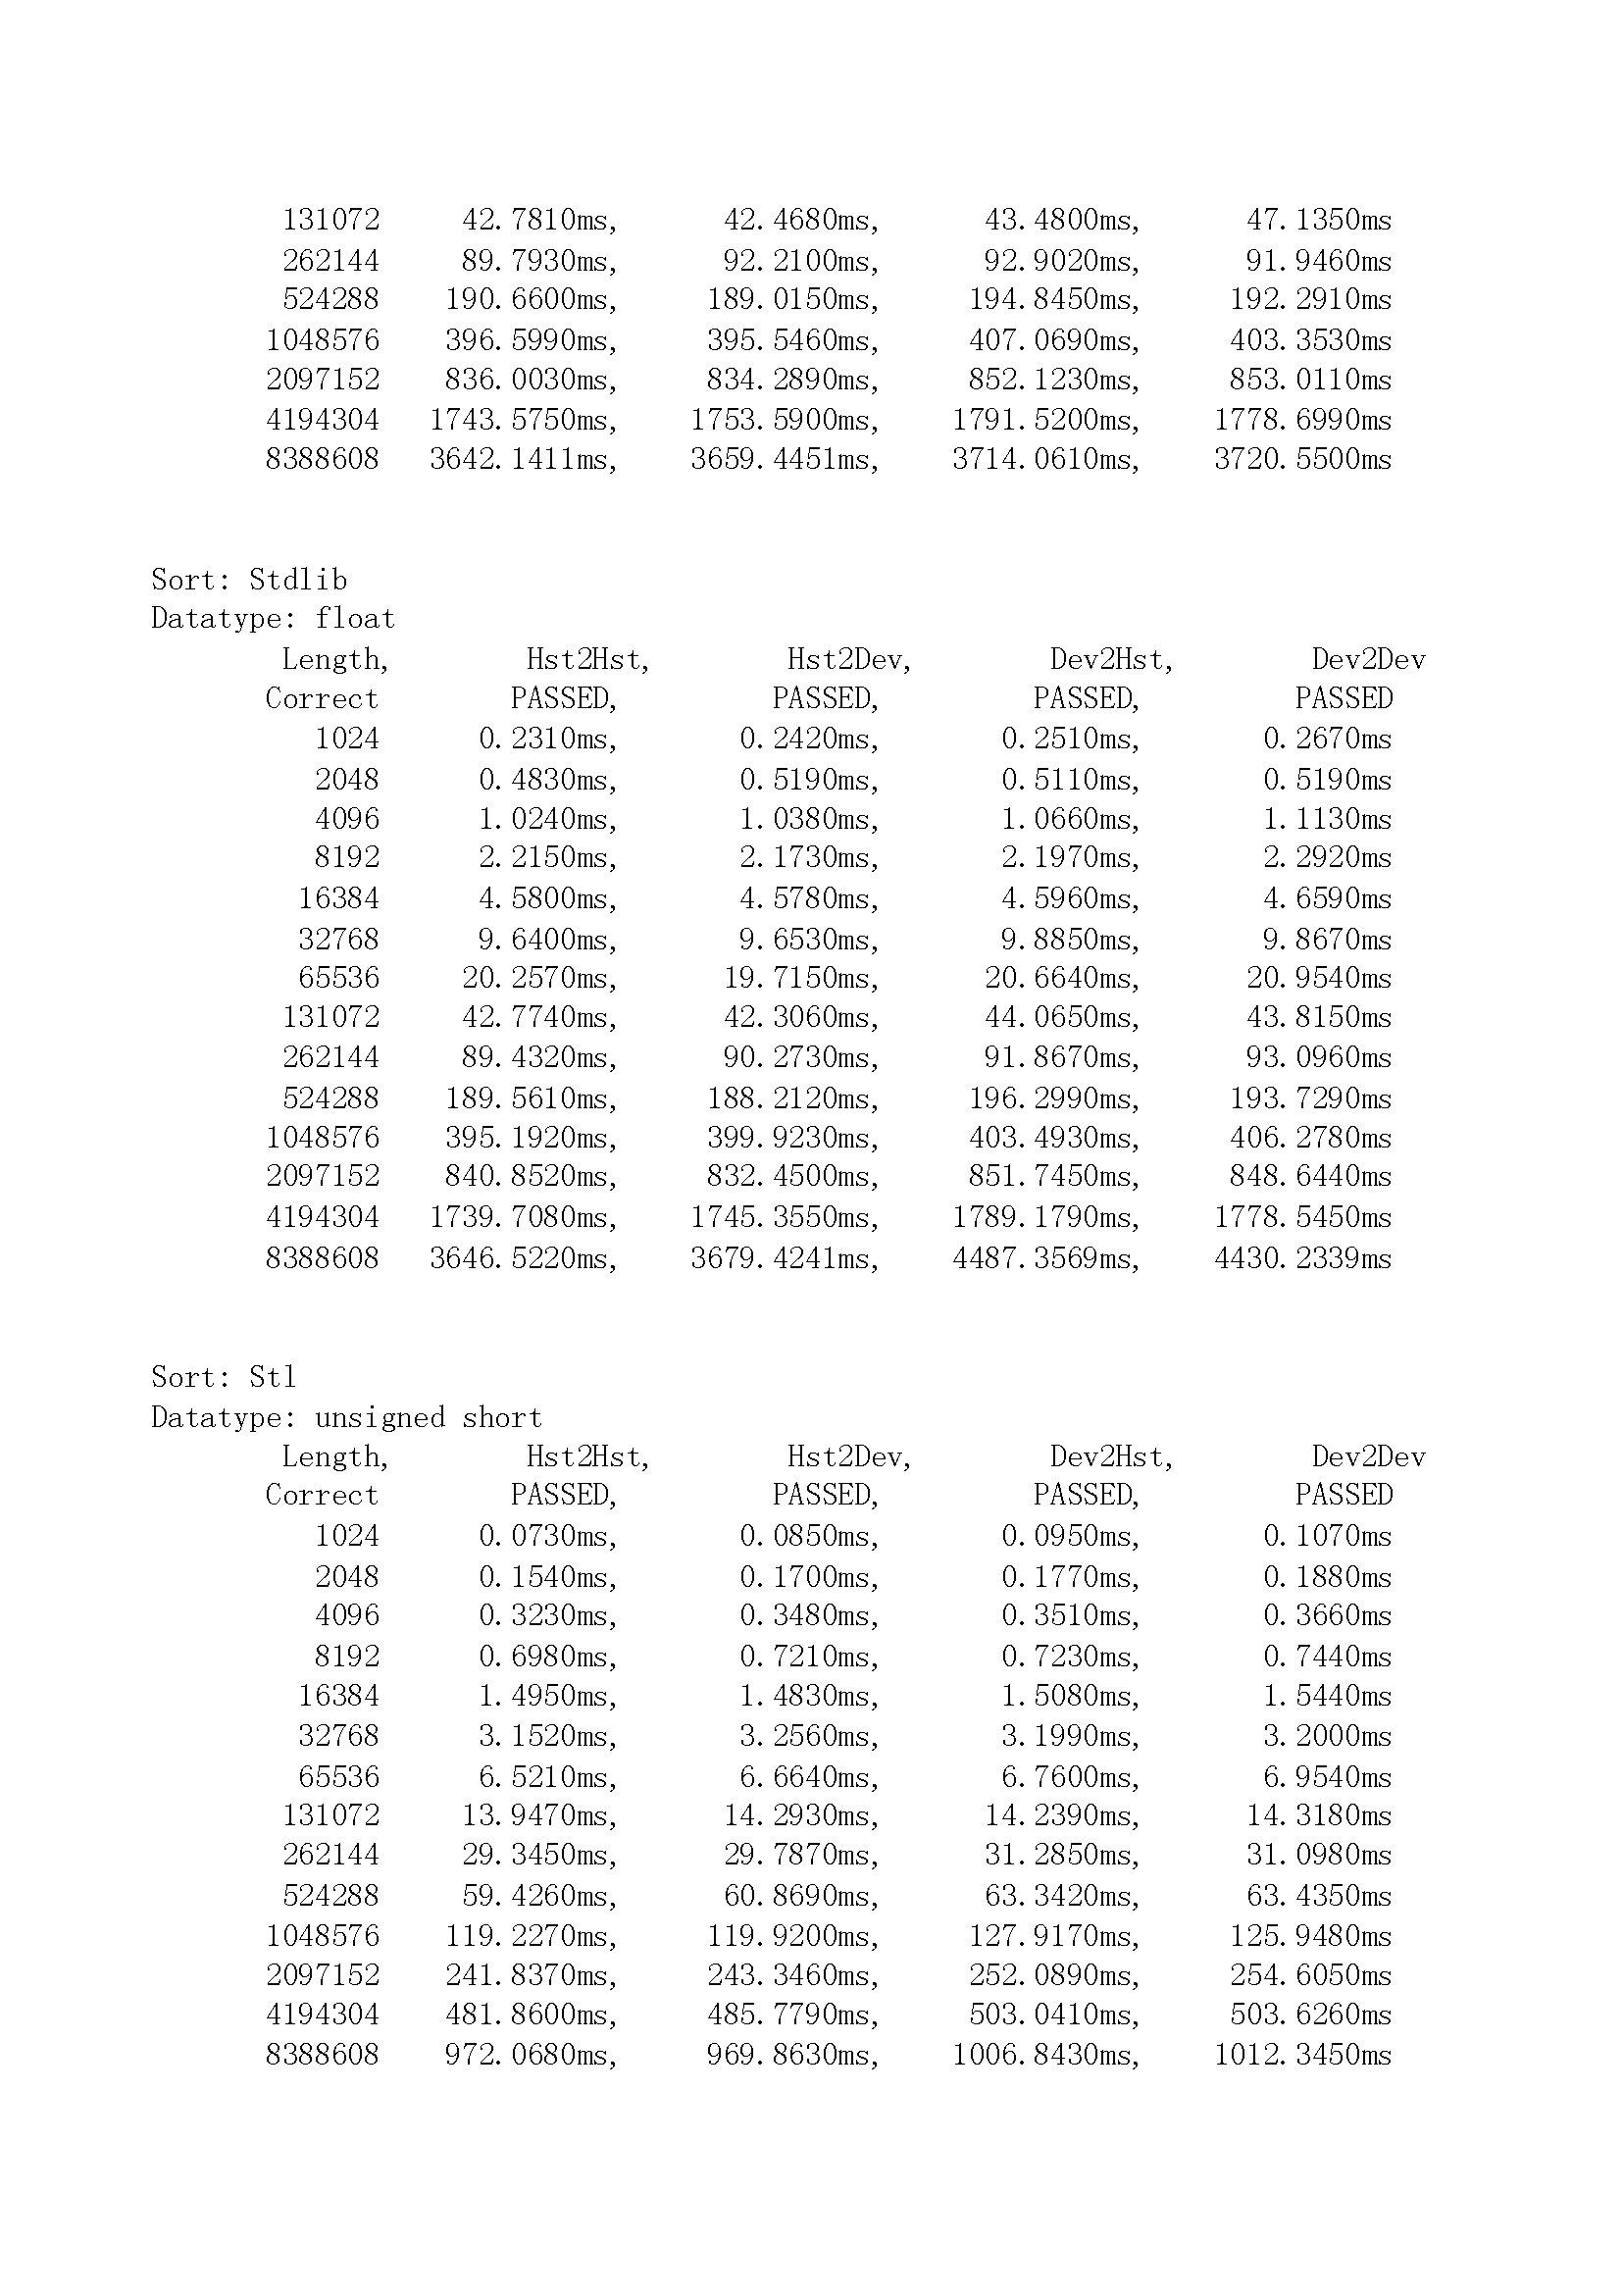 131072 42.7810ms, 42.4680ms, 43.4800ms, 47.1350ms
262144 89.7930ms, 92.2100ms, 92.9020ms, 91.9460ms
524288 190.6600ms, 189.0150ms, 194.8450ms, 192.2910ms
1048576 396.5990ms, 395.5460ms, 407.0690ms, 403.3530ms
2097152 836.0030ms, 834.2890ms, 852.1230ms, 853.0110ms
4194304 1743.5750ms, 1753.5900ms, 1791.5200ms, 1778.6990ms
8388608 3642.1411ms, 3659.4451ms, 3714.0610ms, 3720.5500ms
Sort: Stdlib
Datatype: float
Length, Hst2Hst, Hst2Dev, Dev2Hst, Dev2Dev
Correct PASSED, PASSED, PASSED, PASSED
1024 0.2310ms, 0.2420ms, 0.2510ms, 0.2670ms
2048 0.4830ms, 0.5190ms, 0.5110ms, 0.5190ms
4096 1.0240ms, 1.0380ms, 1.0660ms, 1.1130ms
8192 2.2150ms, 2.1730ms, 2.1970ms, 2.2920ms
16384 4.5800ms, 4.5780ms, 4.5960ms, 4.6590ms
32768 9.6400ms, 9.6530ms, 9.8850ms, 9.8670ms
65536 20.2570ms, 19.7150ms, 20.6640ms, 20.9540ms
131072 42.7740ms, 42.3060ms, 44.0650ms, 43.8150ms
262144 89.4320ms, 90.2730ms, 91.8670ms, 93.0960ms
524288 189.5610ms, 188.2120ms, 196.2990ms, 193.7290ms
1048576 395.1920ms, 399.9230ms, 403.4930ms, 406.2780ms
2097152 840.8520ms, 832.4500ms, 851.7450ms, 848.6440ms
4194304 1739.7080ms, 1745.3550ms, 1789.1790ms, 1778.5450ms
8388608 3646.5220ms, 3679.4241ms, 4487.3569ms, 4430.2339ms
Sort: Stl
Datatype: unsigned short
Length, Hst2Hst, Hst2Dev, Dev2Hst, Dev2Dev
Correct PASSED, PASSED, PASSED, PASSED
1024 0.0730ms, 0.0850ms, 0.0950ms, 0.1070ms
2048 0.1540ms, 0.1700ms, 0.1770ms, 0.1880ms
4096 0.3230ms, 0.3480ms, 0.3510ms, 0.3660ms
8192 0.6980ms, 0.7210ms, 0.7230ms, 0.7440ms
16384 1.4950ms, 1.4830ms, 1.5080ms, 1.5440ms
32768 3.1520ms, 3.2560ms, 3.1990ms, 3.2000ms
65536 6.5210ms, 6.6640ms, 6.7600ms, 6.9540ms
131072 13.9470ms, 14.2930ms, 14.2390ms, 14.3180ms
262144 29.3450ms, 29.7870ms, 31.2850ms, 31.0980ms
524288 59.4260ms, 60.8690ms, 63.3420ms, 63.4350ms
1048576 119.2270ms, 119.9200ms, 127.9170ms, 125.9480ms
2097152 241.8370ms, 243.3460ms, 252.0890ms, 254.6050ms
4194304 481.8600ms, 485.7790ms, 503.0410ms, 503.6260ms
8388608 972.0680ms, 969.8630ms, 1006.8430ms, 1012.3450ms